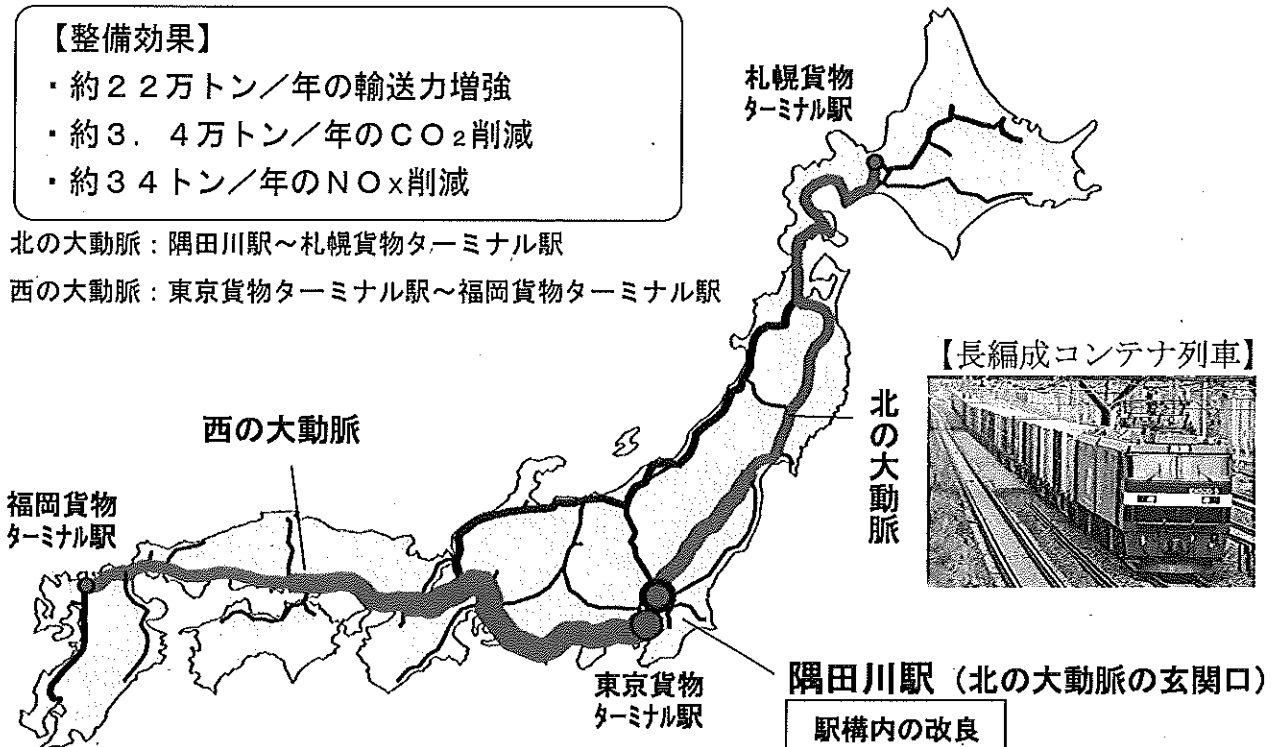 【整備効果】
・約22万トン/年の輸送力増強
・約3.4万トン/年のCO₂削減
・約34トン/年のNOx削減
北の大動脈:隅田川駅~札幌貨物ターミナル駅
西の大動脈:東京貨物ターミナル駅~福岡貨物ターミナル駅
札幌貨物
ターミナル駅
【長編成コンテナ列車】
北の大動脈
西の大動脈
福岡貨物
ターミナル駅
東京貨物
ターミナル駅
隅田川駅(北の大動脈の玄関口)
駅構内の改良